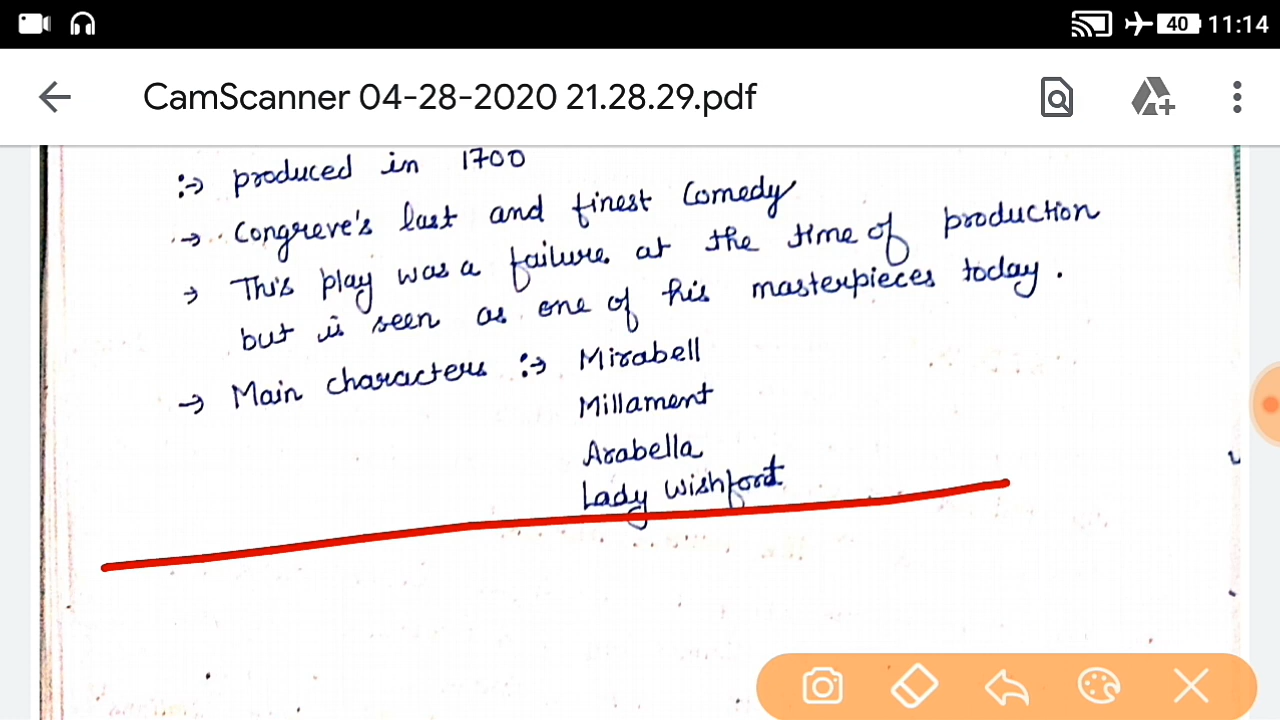 40 11:14
CamScanner 04-28-2020 21.28.29.pdf
:→ produced in 1700
→ Congreve's last and finest Comedy
→ This play was a failure at the time of production
but is seen as one of his masterpieces today.
→ Main characters :→ Mirabell
Millament
Arabella
Lady Wishfort